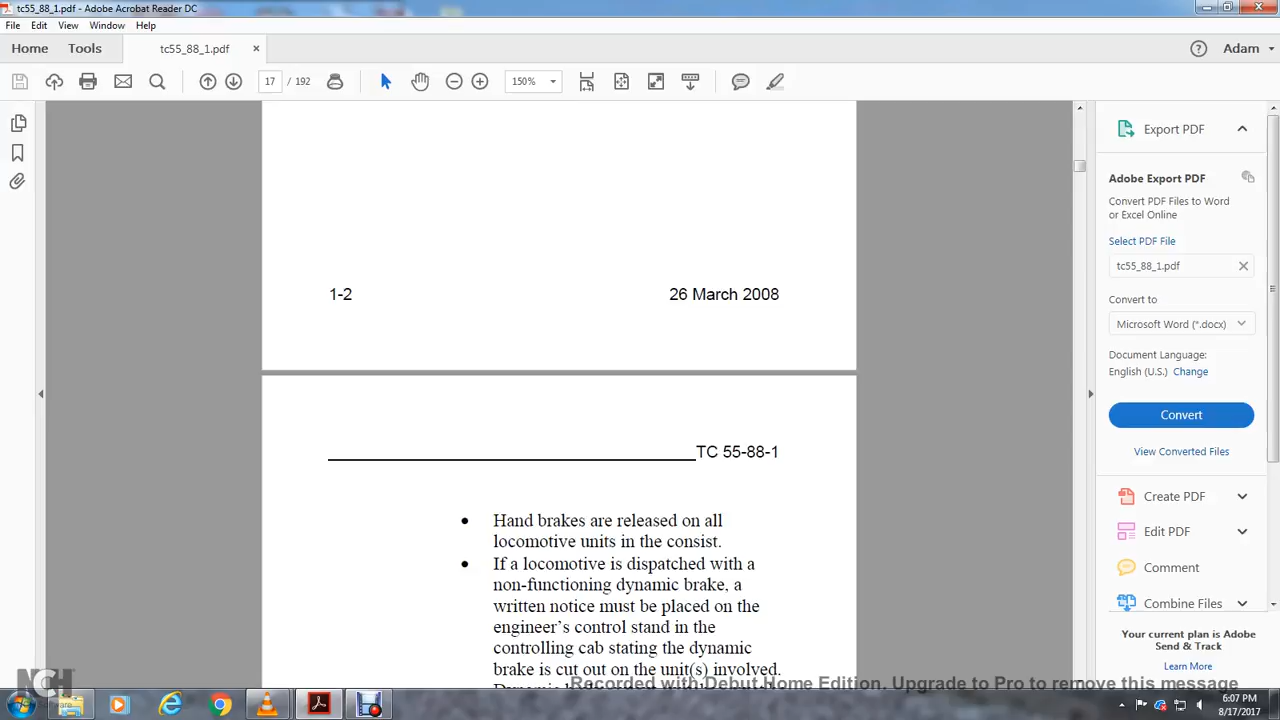 tc55_88_1.pdf - Adobe Acrobat Reader DC
File Edit View Window Help
Home Tools tc55_88_1.pdf × Adam
17 / 192 150%
1-2 26 March 2008
TC 55-88-1
• Hand brakes are released on all
locomotive units in the consist.
• If a locomotive is dispatched with a
non-functioning dynamic brake, a
written notice must be placed on the
engineer's control stand in the
controlling cab stating the dynamic
brake is cut out on the unit(s) involved.
Export PDF
Adobe Export PDF
Convert PDF Files to Word
or Excel Online
Select PDF File
tc55_88_1.pdf
Convert to
Microsoft Word (*.docx)
Document Language:
English (U.S.) Change
Convert
View Converted Files
Create PDF
Edit PDF
Comment
Combine Files
Your current plan is Adobe
Send & Track
Learn More
Recorded with Debut Home Edition. Upgrade to Pro to remove this message
NCH
6:07 PM
8/17/2017